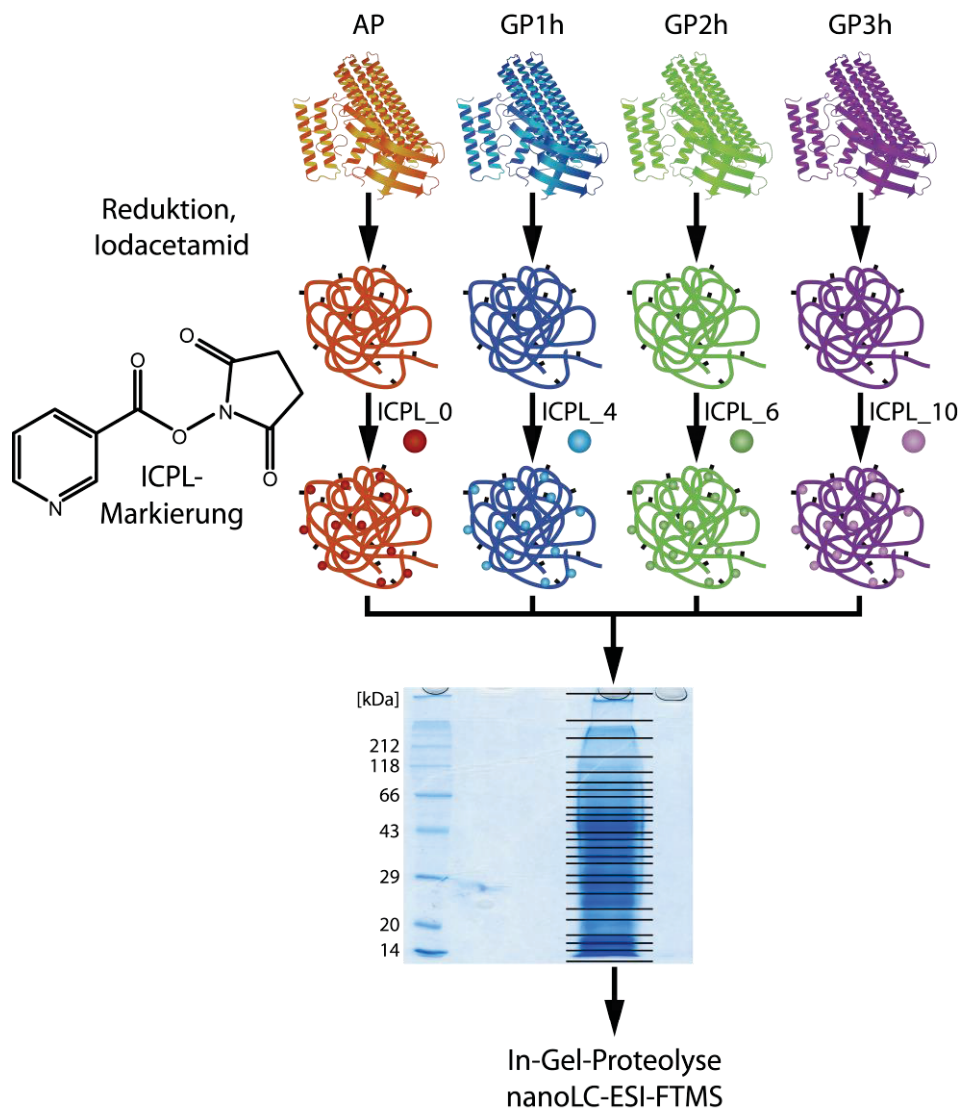 AP
GP1h
GP2h
GP3h
Reduktion,
Iodacetamid
ICPL_0
ICPL_4
ICPL_6
ICPL_10
O
O
O
N
O
N
ICPL-
Markierung
[kDa]
212
118
66
43
29
20
14
In-Gel-Proteolyse
nanoLC-ESI-FTMS